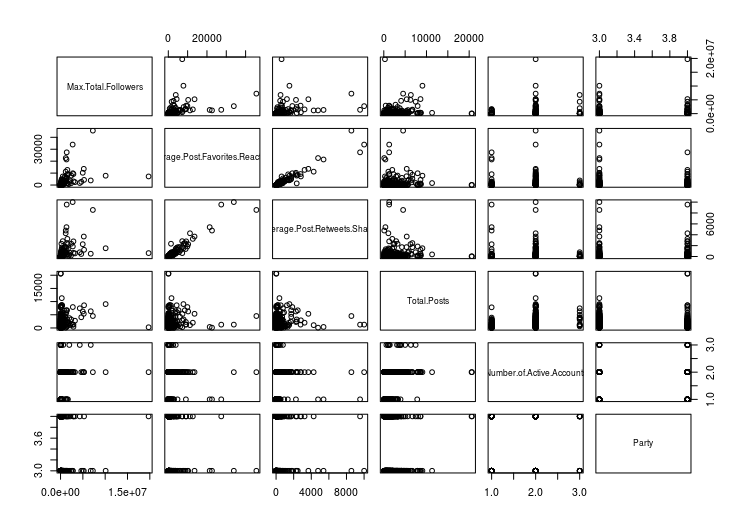 0 20000
0 10000 20000
3.0 3.4 3.8
Max.Total.Followers
0.0e+00 2.0e+07
0 30000
rage.Post.Favorites.Reac
erage.Post.Retweets.Sha
0 6000
0 15000
Total.Posts
Number.of.Active.Account
1.0 2.0 3.0
3.0 3.6
Party
0.0e+00 1.5e+07
0 4000 8000
1.0 2.0 3.0